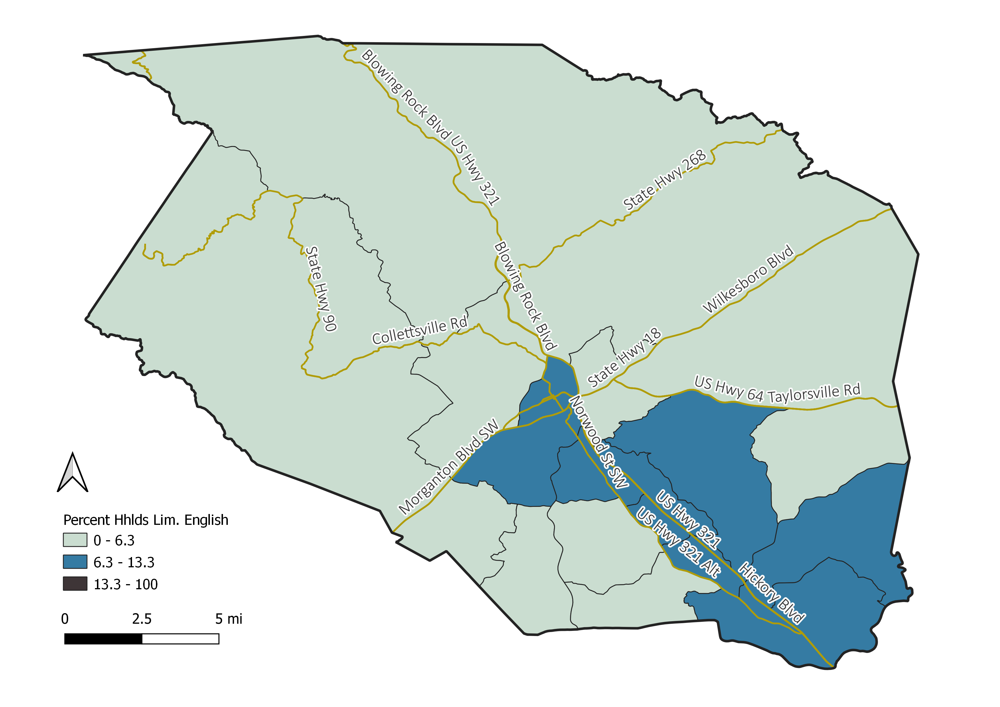 Blowing Rock Blvd US Hwy 321
State Hwy 268
Blowing Rock Blvd
Wilkesboro Blvd
State Hwy 90
Collettsville Rd
State Hwy 18
US Hwy 64 Taylorsville Rd
Norwood St SW
Morganton Blvd SW
US Hwy 321
US Hwy 321 Alt
Hickory Blvd
Percent Hhlds Lim. English
0 - 6.3
6.3 - 13.3
13.3 - 100
0 2.5 5 mi